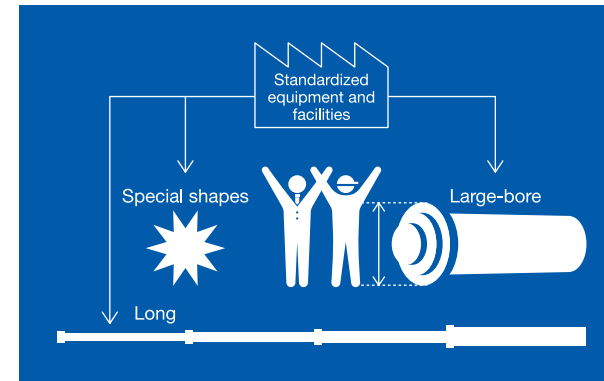 Standardized
equipment and
facilities
Special shapes
Large-bore
Long